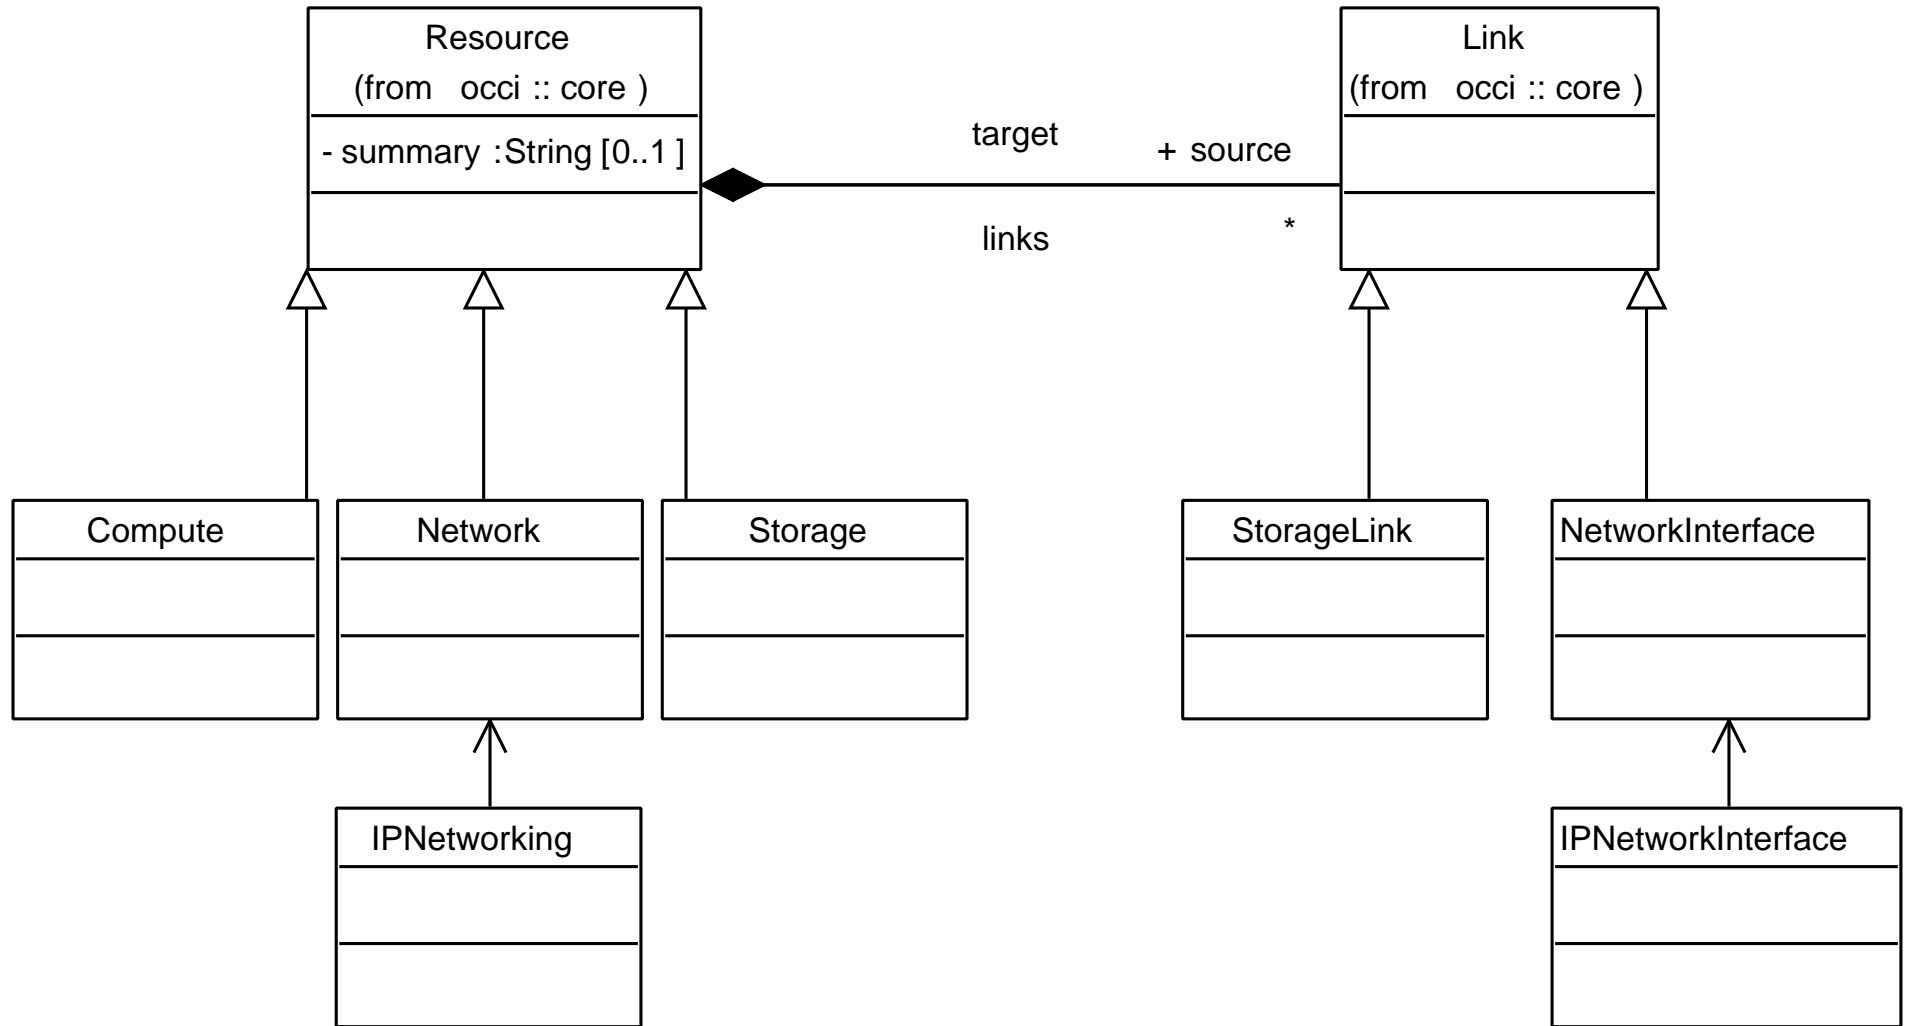 Resource
(from occi :: core )
- summary :String [0..1 ]
target
+ source
links
*
Link
(from occi :: core )
Compute
Network
Storage
StorageLink
NetworkInterface
IPNetworking
IPNetworkInterface